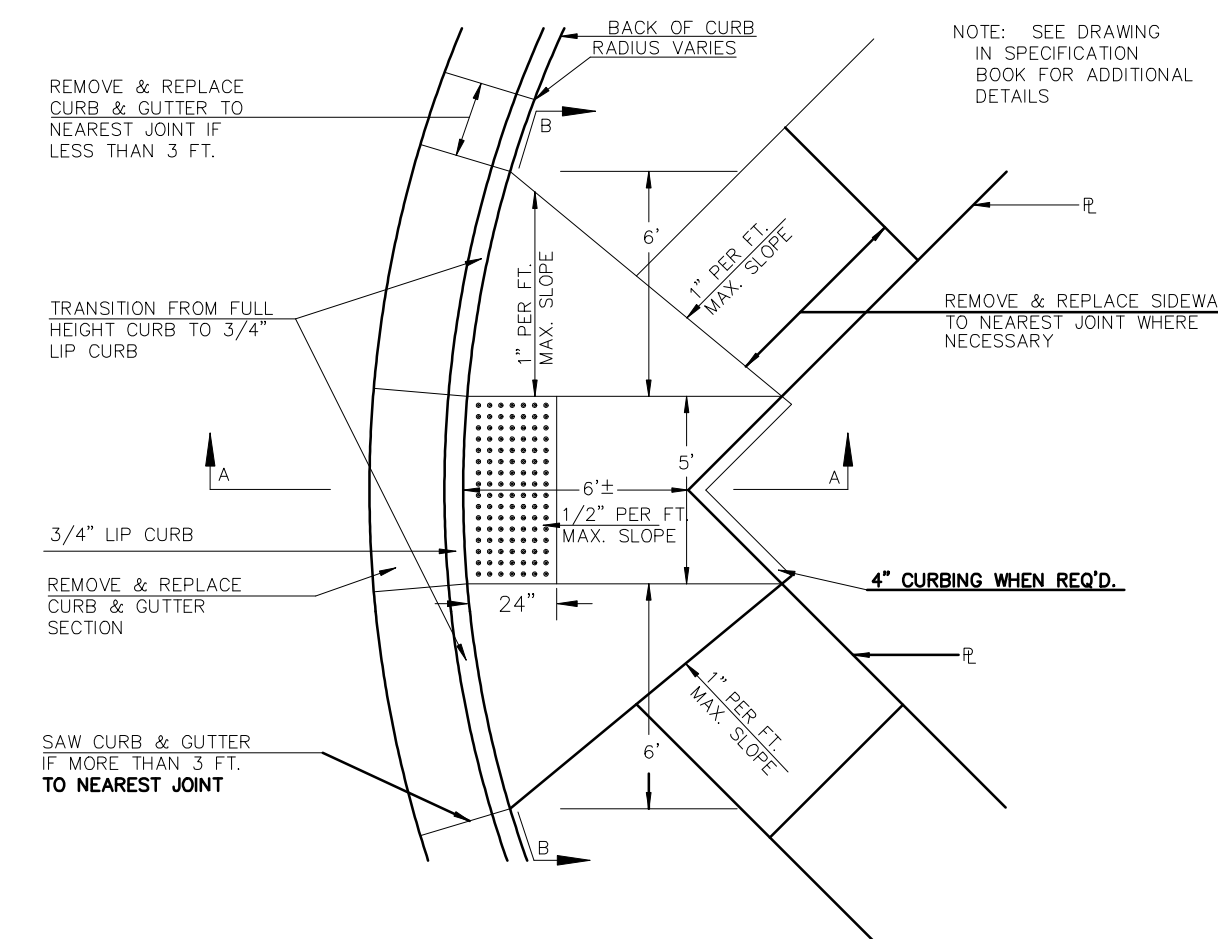 BACK OF CURB
RADIUS VARIES
NOTE: SEE DRAWING
IN SPECIFICATION
BOOK FOR ADDITIONAL
DETAILS
REMOVE & REPLACE
CURB & GUTTER TO
NEAREST JOINT IF
LESS THAN 3 FT.
B
6'
1" PER FT.
MAX. SLOPE
1" PER FT.
MAX. SLOPE
PL
TRANSITION FROM FULL
HEIGHT CURB TO 3/4"
LIP CURB
REMOVE & REPLACE SIDEWA
TO NEAREST JOINT WHERE
NECESSARY
A
5'
A
6'±
1/2" PER FT.
MAX. SLOPE
3/4" LIP CURB
REMOVE & REPLACE
CURB & GUTTER
SECTION
24"
4" CURBING WHEN REQ'D.
PL
1" PER FT.
MAX. SLOPE
6'
SAW CURB & GUTTER
IF MORE THAN 3 FT.
TO NEAREST JOINT
B